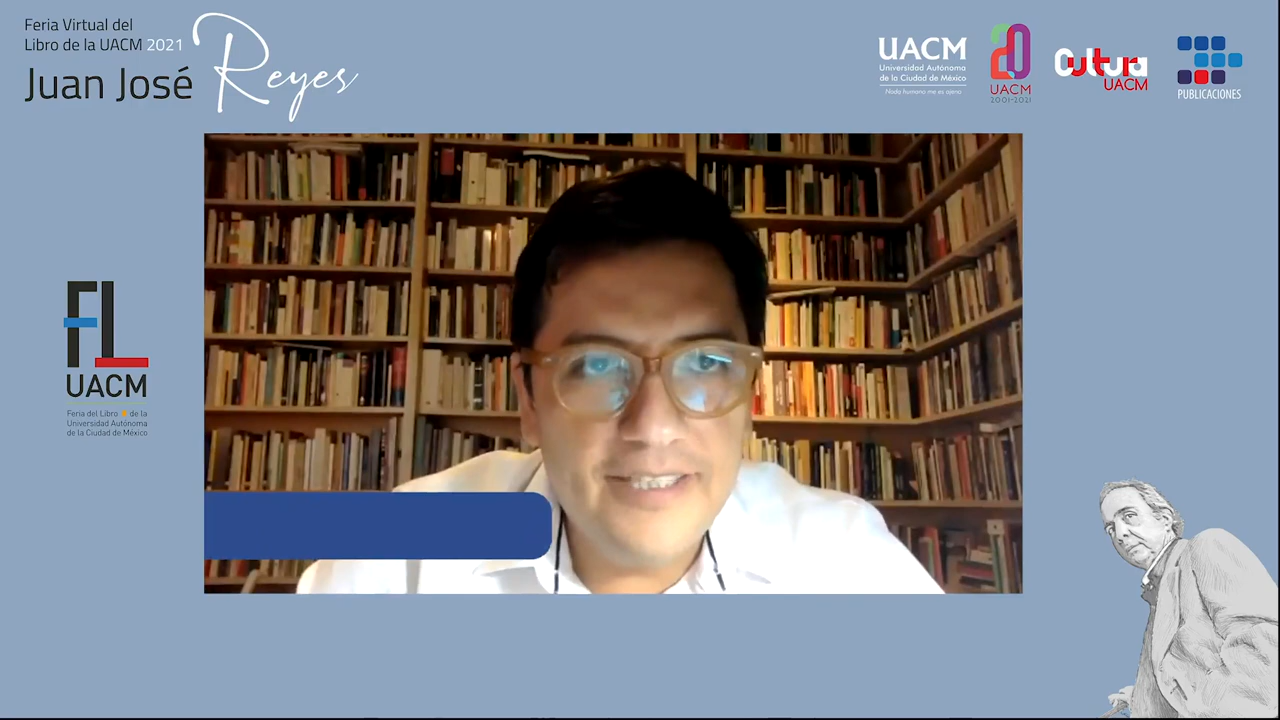 Feria Virtual del
Libro de la UACM 2021
Juan José Reyes
UACM
Universidad Autónoma
de la Ciudad de México
Nada humano me es ajeno
20
UACM
2001-2021
Cultura
UACM
PUBLICACIONES
FL
UACM
Feria del Libro de la
Universidad Autónoma
de la Ciudad de México